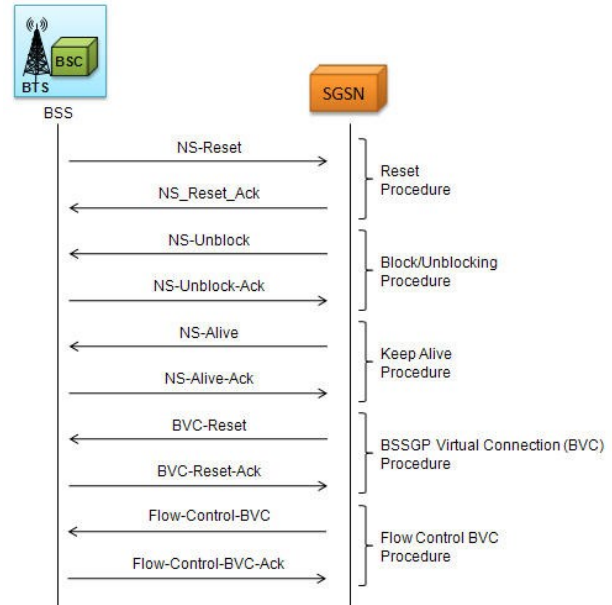 BSC
BTS
BSS
SGSN
NS-Reset
NS_Reset_Ack
Reset
Procedure
NS-Unblock
NS-Unblock-Ack
Block/Unblocking
Procedure
NS-Alive
NS-Alive-Ack
Keep Alive
Procedure
BVC-Reset
BVC-Reset-Ack
BSSGP Virtual Connection (BVC)
Procedure
Flow-Control-BVC
Flow-Control-BVC-Ack
Flow Control BVC
Procedure